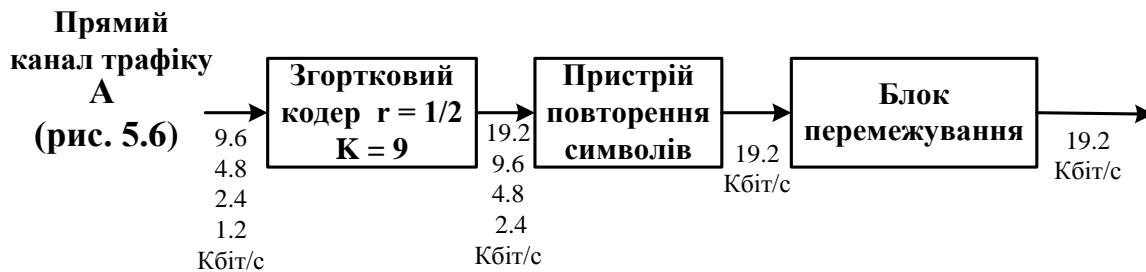 Прямий
канал трафіку
А
(рис. 5.6)
9.6
4.8
2.4
1.2
Кбіт/с
Згортковий
кодер r = 1/2
K = 9
19.2
9.6
4.8
2.4
Кбіт/с
Пристрій
повторення
символів
19.2
Кбіт/с
Блок
перемежування
19.2
Кбіт/с